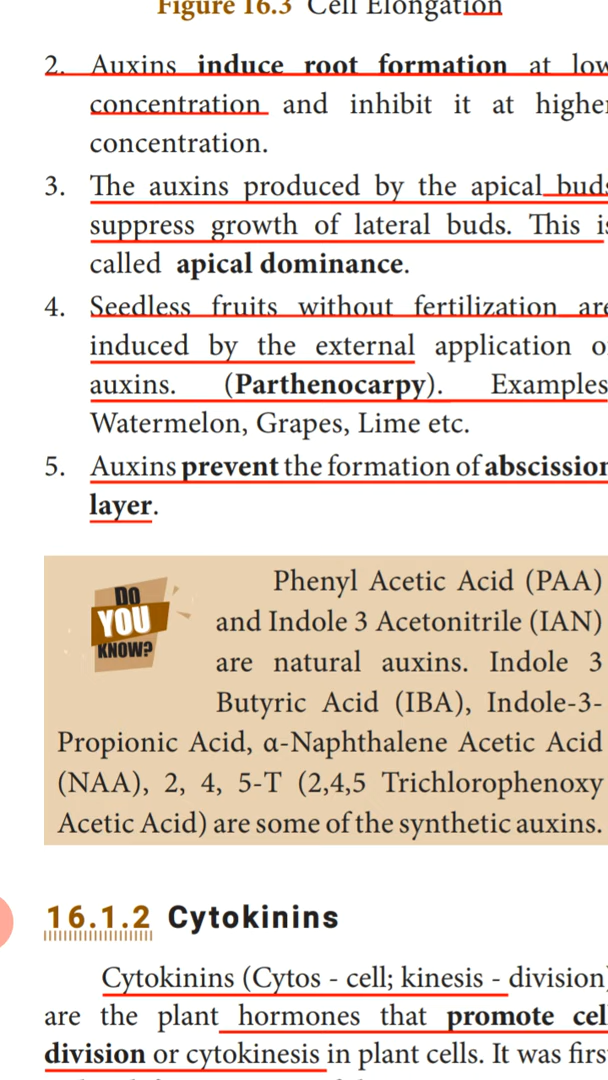 Figure 16.3 Cell Elongation
2. Auxins induce root formation at low
concentration and inhibit it at higher
concentration.
3. The auxins produced by the apical buds
suppress growth of lateral buds. This is
called apical dominance.
4. Seedless fruits without fertilization are
induced by the external application o
auxins. (Parthenocarpy). Examples
Watermelon, Grapes, Lime etc.
5. Auxins prevent the formation of abscission
layer.
DO
YOU
KNOW?
Phenyl Acetic Acid (PAA)
and Indole 3 Acetonitrile (IAN)
are natural auxins. Indole 3
Butyric Acid (IBA), Indole-3-
Propionic Acid, α-Naphthalene Acetic Acid
(NAA), 2, 4, 5-T (2,4,5 Trichlorophenoxy
Acetic Acid) are some of the synthetic auxins.
16.1.2 Cytokinins
Cytokinins (Cytos - cell; kinesis - division)
are the plant hormones that promote cel
division or cytokinesis in plant cells. It was firs